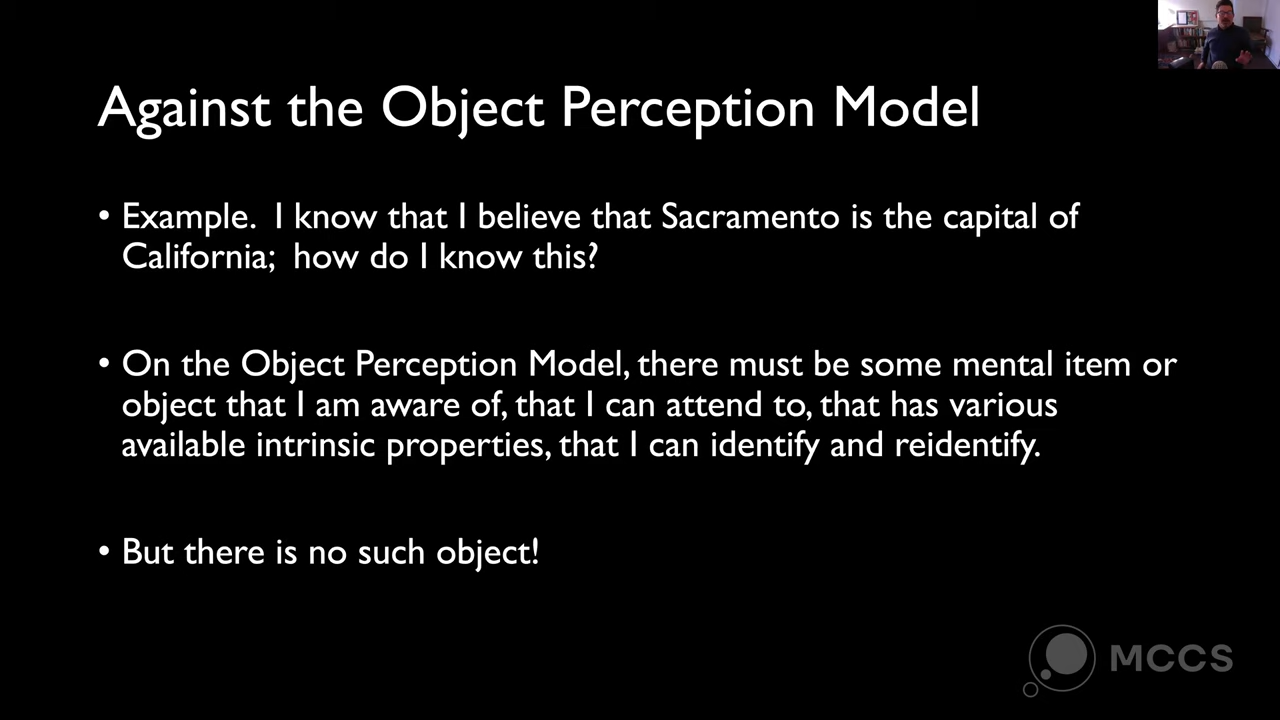 Against the Object Perception Model
• Example.  I know that I believe that Sacramento is the capital of
California;  how do I know this?
• On the Object Perception Model, there must be some mental item or
object that I am aware of, that I can attend to, that has various
available intrinsic properties, that I can identify and reidentify.
• But there is no such object!
MCCS